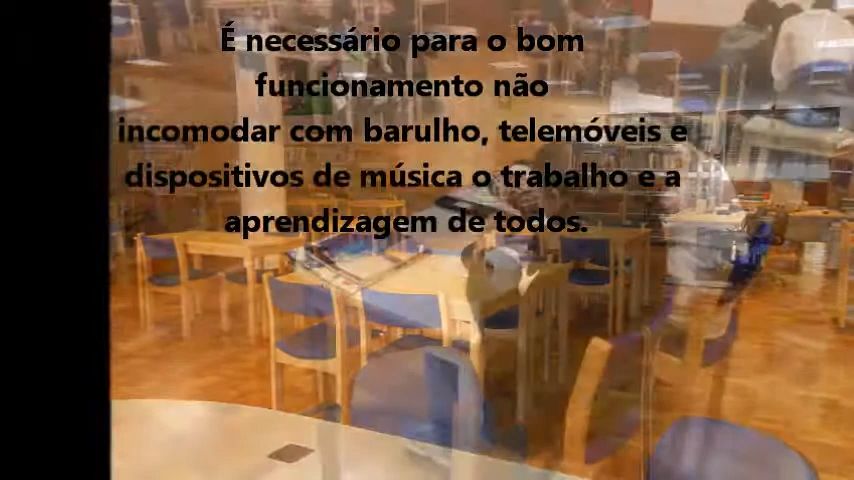 É necessário para o bom
funcionamento não
incomodar com barulho, telemóveis e
dispositivos de música o trabalho e a
aprendizagem de todos.